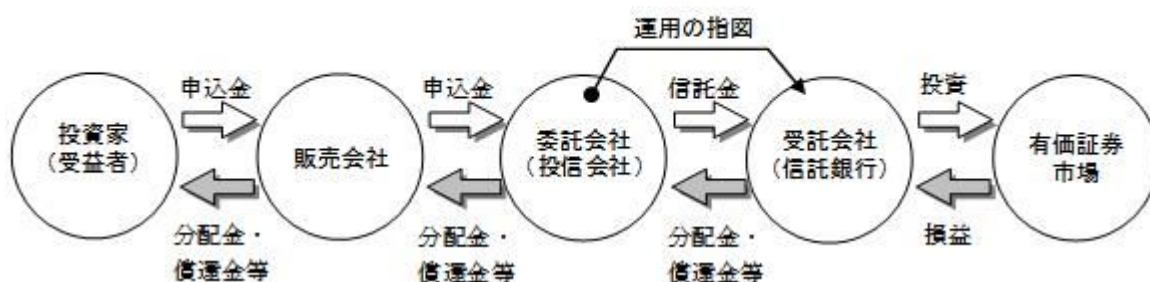 運用の指図
申込金
申込金
信託金
投資
投資家
（受益者）
販売会社
委託会社
（投信会社）
受託会社
（信託銀行）
有価証券
市場
分配金・
償還金等
分配金・
償還金等
分配金・
償還金等
損益